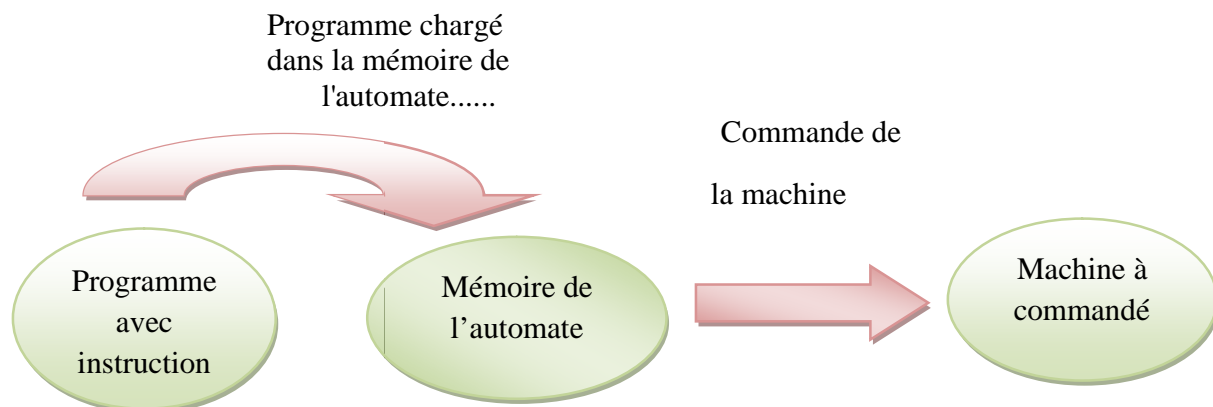 Programme chargé
dans la mémoire de
l'automate......
Commande de
la machine
Programme
avec
instruction
Mémoire de
l’automate
Machine à
commandé